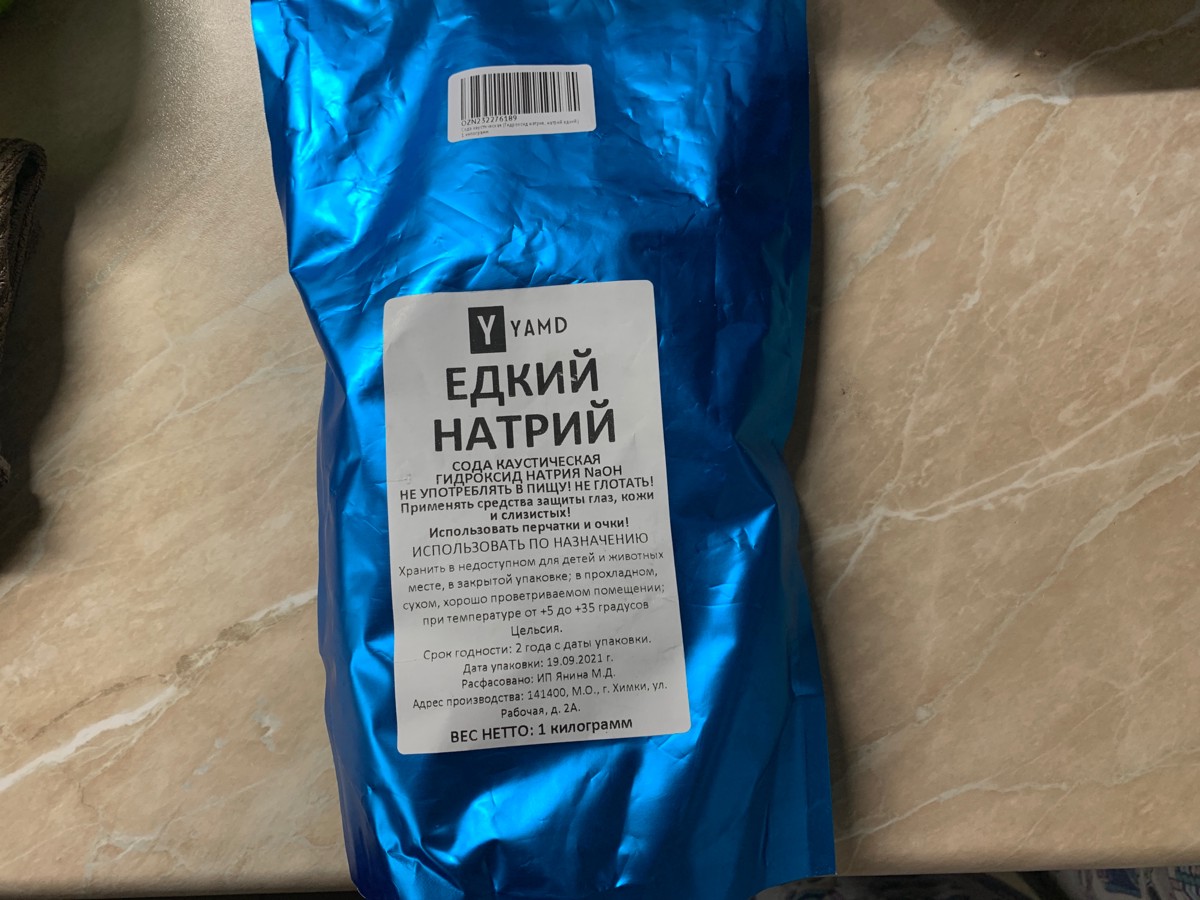 OZN232276189
1 килограмм
Y YAMD
ЕДКИЙ
НАТРИЙ
СОДА КАУСТИЧЕСКАЯ
ГИДРОКСИД НАТРИЯ NaOH
НЕ УПОТРЕБЛЯТЬ В ПИЩУ! НЕ ГЛОТАТЬ!
Применять средства защиты глаз, кожи
и слизистых!
Использовать перчатки и очки!
ИСПОЛЬЗОВАТЬ ПО НАЗНАЧЕНИЮ
Хранить в недоступном для детей и животных
месте, в закрытой упаковке; в прохладном,
сухом, хорошо проветриваемом помещении;
при температуре от +5 до +35 градусов
Цельсия.
Срок годности: 2 года с даты упаковки.
Дата упаковки: 19.09.2021 г.
Расфасовано: ИП Янина М.Д.
Адрес производства: 141400, М.О., г. Химки, ул.
Рабочая, д. 2А.
ВЕС НЕТТО: 1 килограмм